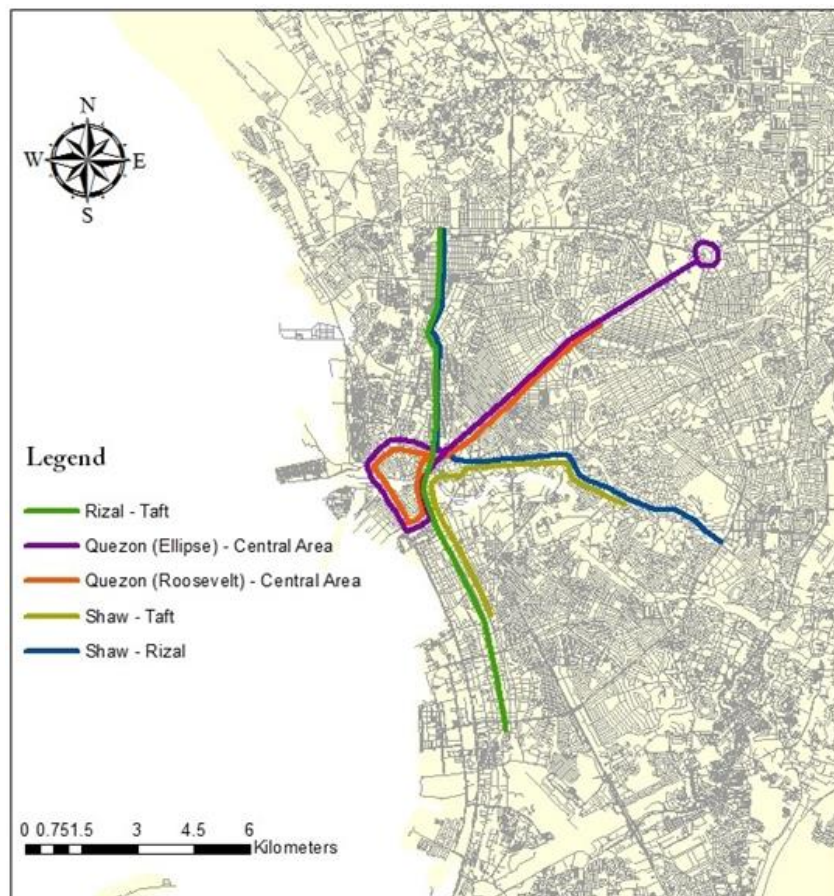 N
W E
S
Legend
Rizal - Taft
Quezon (Ellipse) - Central Area
Quezon (Roosevelt) - Central Area
Shaw - Taft
Shaw - Rizal
0 0.751.5 3 4.5 6
Kilometers